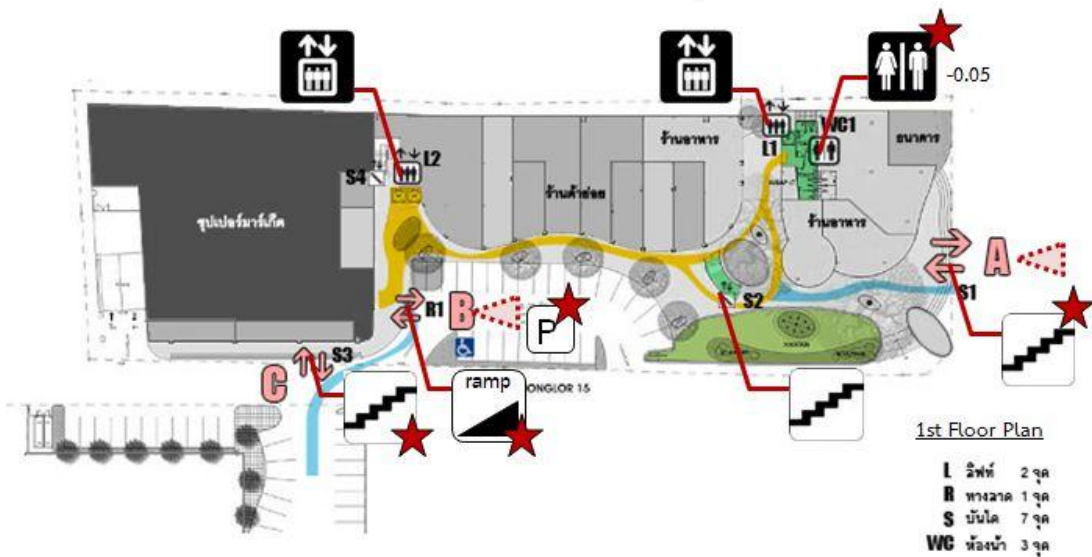 -0.05
WC1
L1
ร้านอาหาร
ธนาคาร
L2
S4
ร้านค้าย่อย
ซุปเปอร์มาร์เก็ต
ร้านอาหาร
A
S1
S2
R1
B
P
S3
C
ramp
ONGLOR 15
1st Floor Plan
L ลิฟท์ 2 จุด
R ทางลาด 1 จุด
S บันได 7 จุด
WC ห้องน้ำ 3 จุด